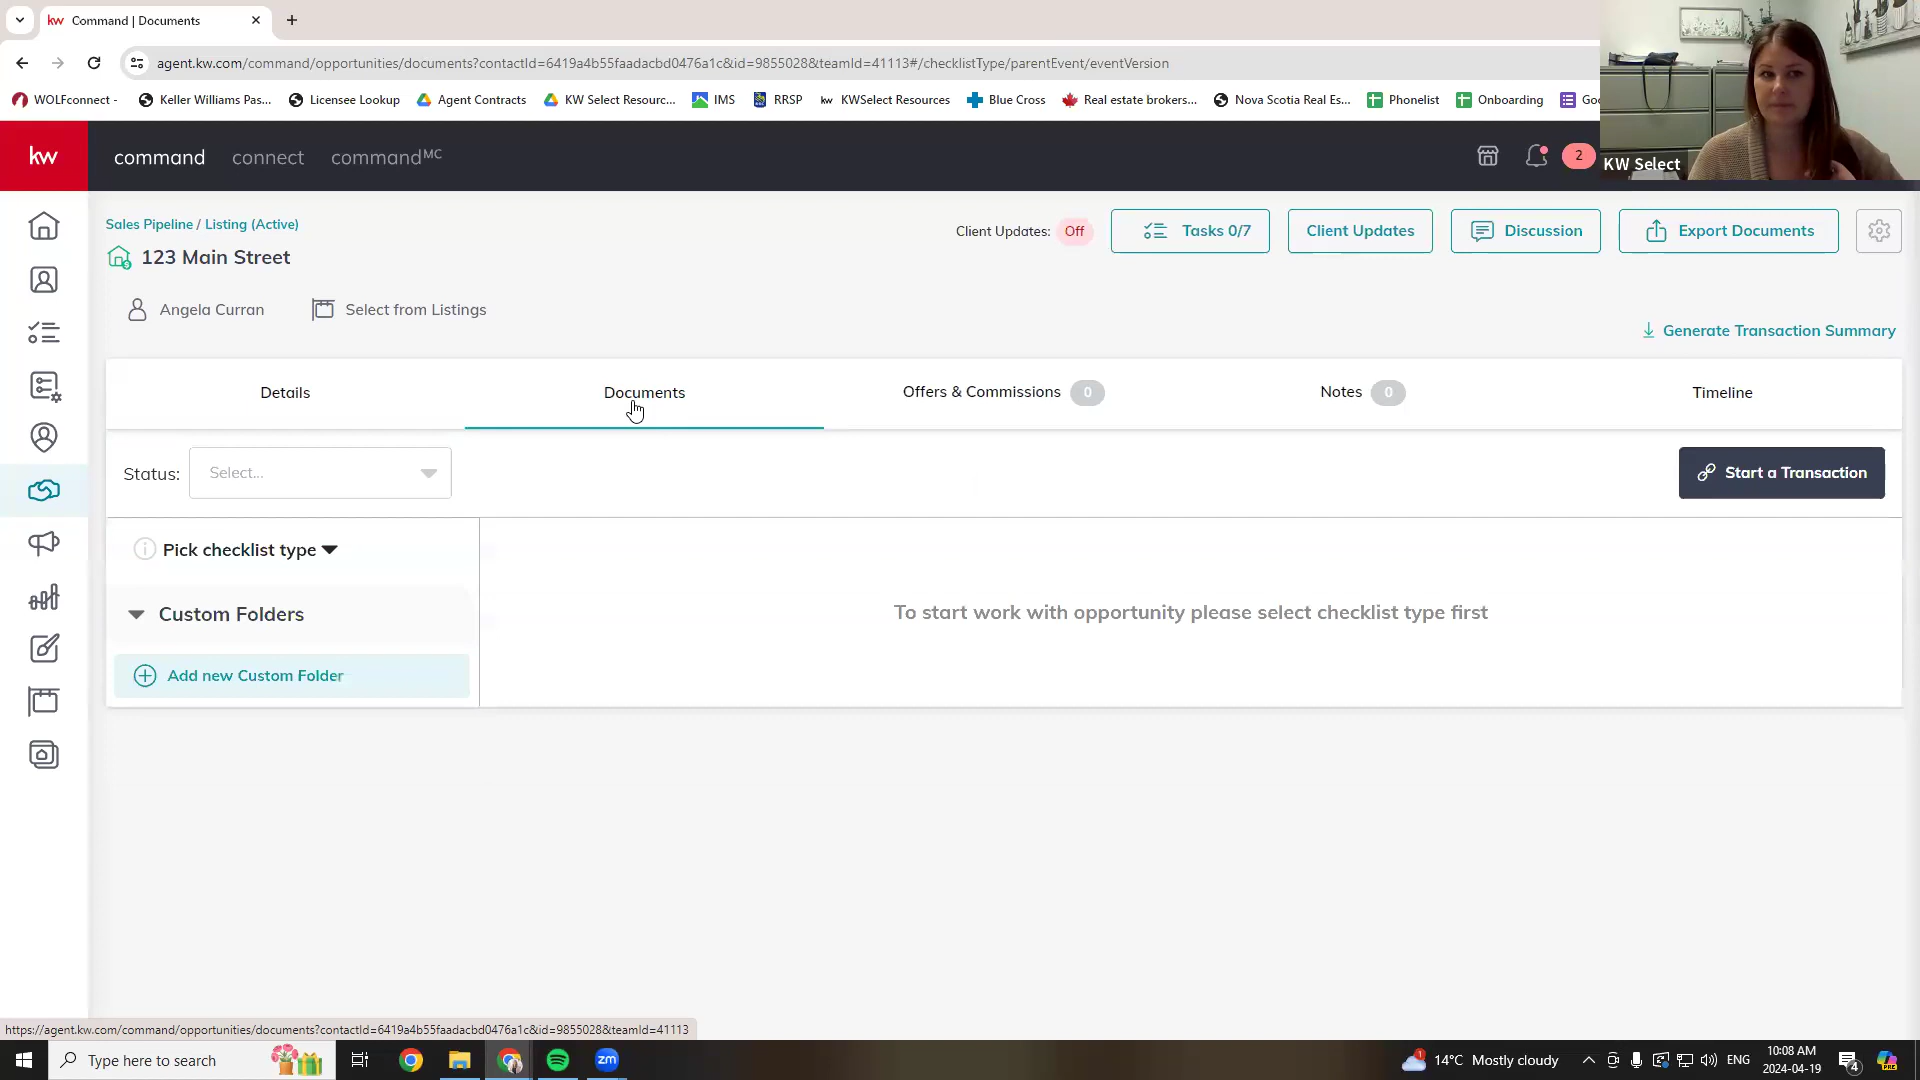 kw Command | Documents
agent.kw.com/command/opportunities/documents?contactId=6419a4b55faadacbd0476a1c&id=9855028&teamId=41113#/checklistType/parentEvent/eventVersion
WOLFconnect - Keller Williams Pas... Licensee Lookup Agent Contracts KW Select Resourc... IMS RRSP kw KWSelect Resources Blue Cross Real estate brokers... Nova Scotia Real Es... Phonelist Onboarding Goo
kw command connect commandMC 2
KW Select
Sales Pipeline / Listing (Active)
123 Main Street
Client Updates: Off Tasks 0/7 Client Updates Discussion Export Documents
Angela Curran Select from Listings
Generate Transaction Summary
Details Documents Offers & Commissions 0 Notes 0 Timeline
Status: Select... Start a Transaction
Pick checklist type
Custom Folders
Add new Custom Folder
To start work with opportunity please select checklist type first
https://agent.kw.com/command/opportunities/documents?contactId=6419a4b55faadacbd0476a1c&id=9855028&teamId=41113
Type here to search zm 1 14°C Mostly cloudy ENG 10:08 AM 4
2024-04-19